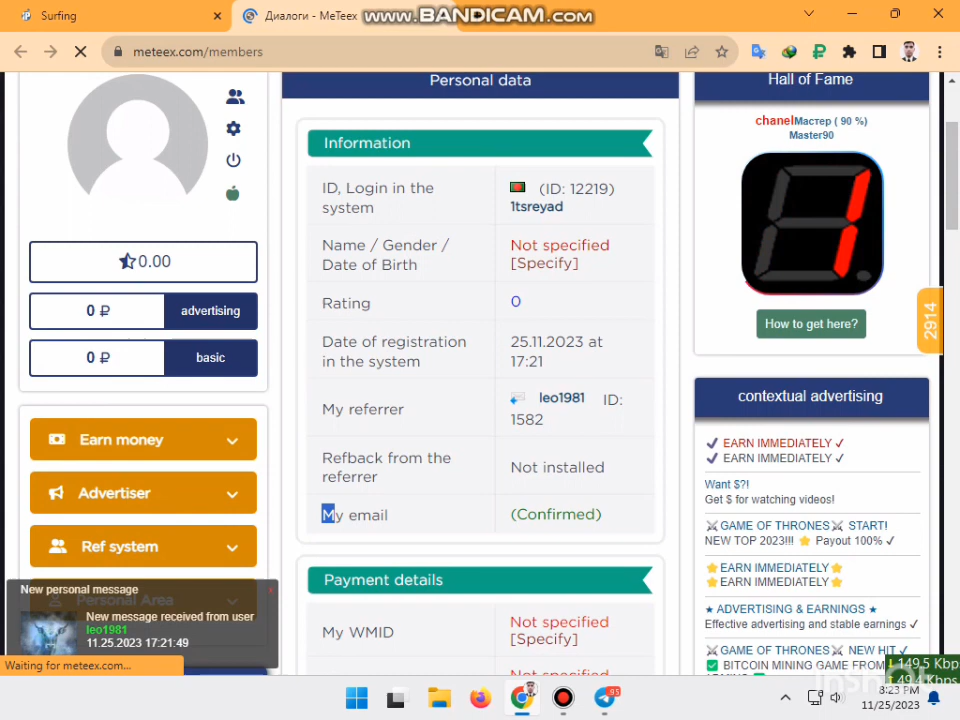 Surfing
Диалоги - MeTeex
www.BANDICAM.com
meteex.com/members
Personal data
Hall of Fame
Information
ID, Login in the system
(ID: 12219)
1tsreyad
Name / Gender /
Date of Birth
Not specified
[Specify]
Rating
0
Date of registration
in the system
25.11.2023 at
17:21
My referrer
leo1981 ID:
1582
Refback from the
referrer
Not installed
My email
(Confirmed)
Payment details
My WMID
Not specified
[Specify]
0.00
0 ₽
advertising
0 ₽
basic
Earn money
Advertiser
Ref system
Personal Area
New personal message
New message received from user
leo1981
11.25.2023 17:21:49
Waiting for meteex.com...
chanelМастер ( 90 %)
Master90
How to get here?
2914
contextual advertising
✔ EARN IMMEDIATELY ✓
✔ EARN IMMEDIATELY ✓
Want $?!
Get $ for watching videos!
⚔GAME OF THRONES⚔ START!
NEW TOP 2023!!! ⭐ Payout 100% ✓
⭐EARN IMMEDIATELY⭐
⭐EARN IMMEDIATELY⭐
★ ADVERTISING & EARNINGS ★
Effective advertising and stable earnings ✓
⚔GAME OF THRONES⚔ NEW HIT ✓
✅ BITCOIN MINING GAME FROM
149.5 Kbp
49.4 Kbp
InShot
35
8:23 PM
11/25/2023